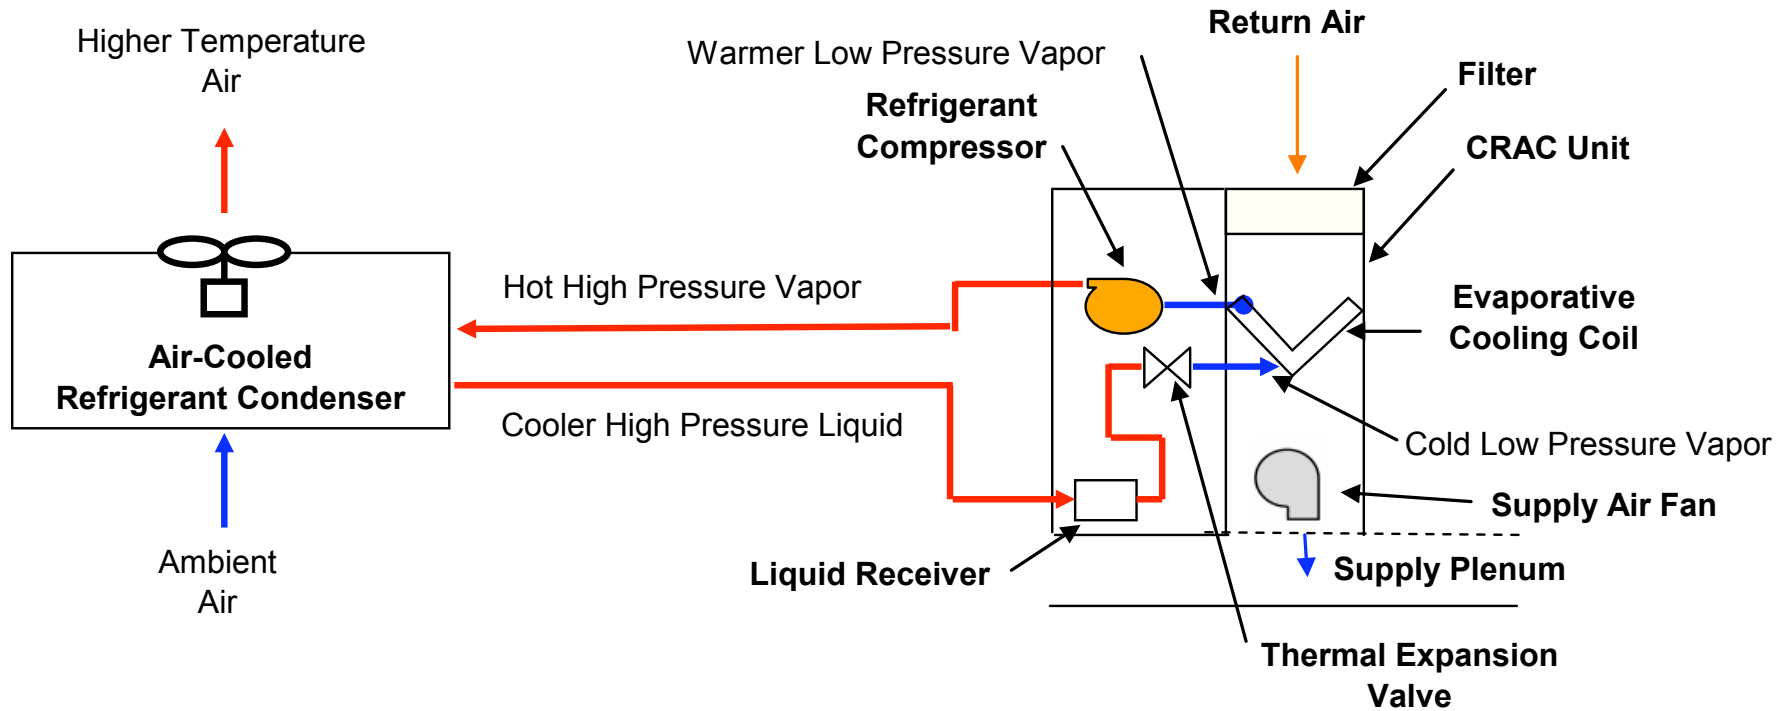 Higher Temperature
Air
Return Air
Warmer Low Pressure Vapor
Filter
Refrigerant
Compressor
CRAC Unit
Hot High Pressure Vapor
Evaporative
Cooling Coil
Air-Cooled
Refrigerant Condenser
Cooler High Pressure Liquid
Cold Low Pressure Vapor
Supply Air Fan
Ambient
Air
Liquid Receiver
Supply Plenum
Thermal Expansion
Valve